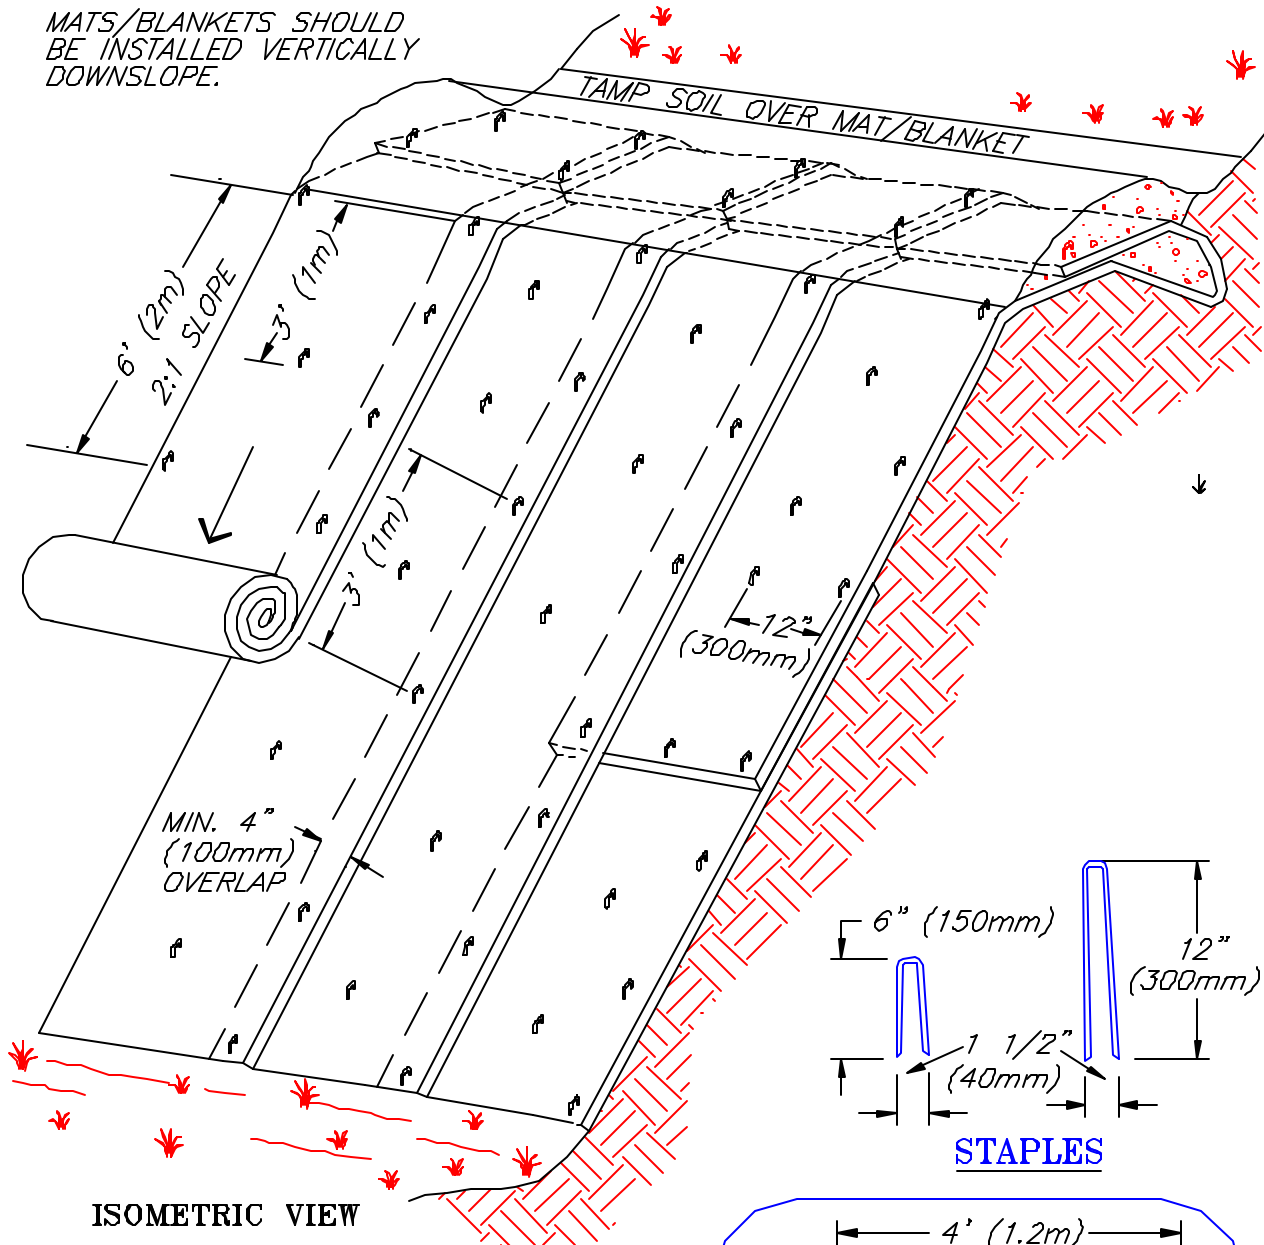 MATS/BLANKETS SHOULD
BE INSTALLED VERTICALLY
DOWNSLOPE.
TAMP SOIL OVER MAT/BLANKET
6' (2m)
2:1 SLOPE
3' (1m)
3' (1m)
12"
(300mm)
MIN. 4"
(100mm)
OVERLAP
6" (150mm)
12"
(300mm)
1 1/2"
(40mm)
STAPLES
ISOMETRIC VIEW
4' (1.2m)